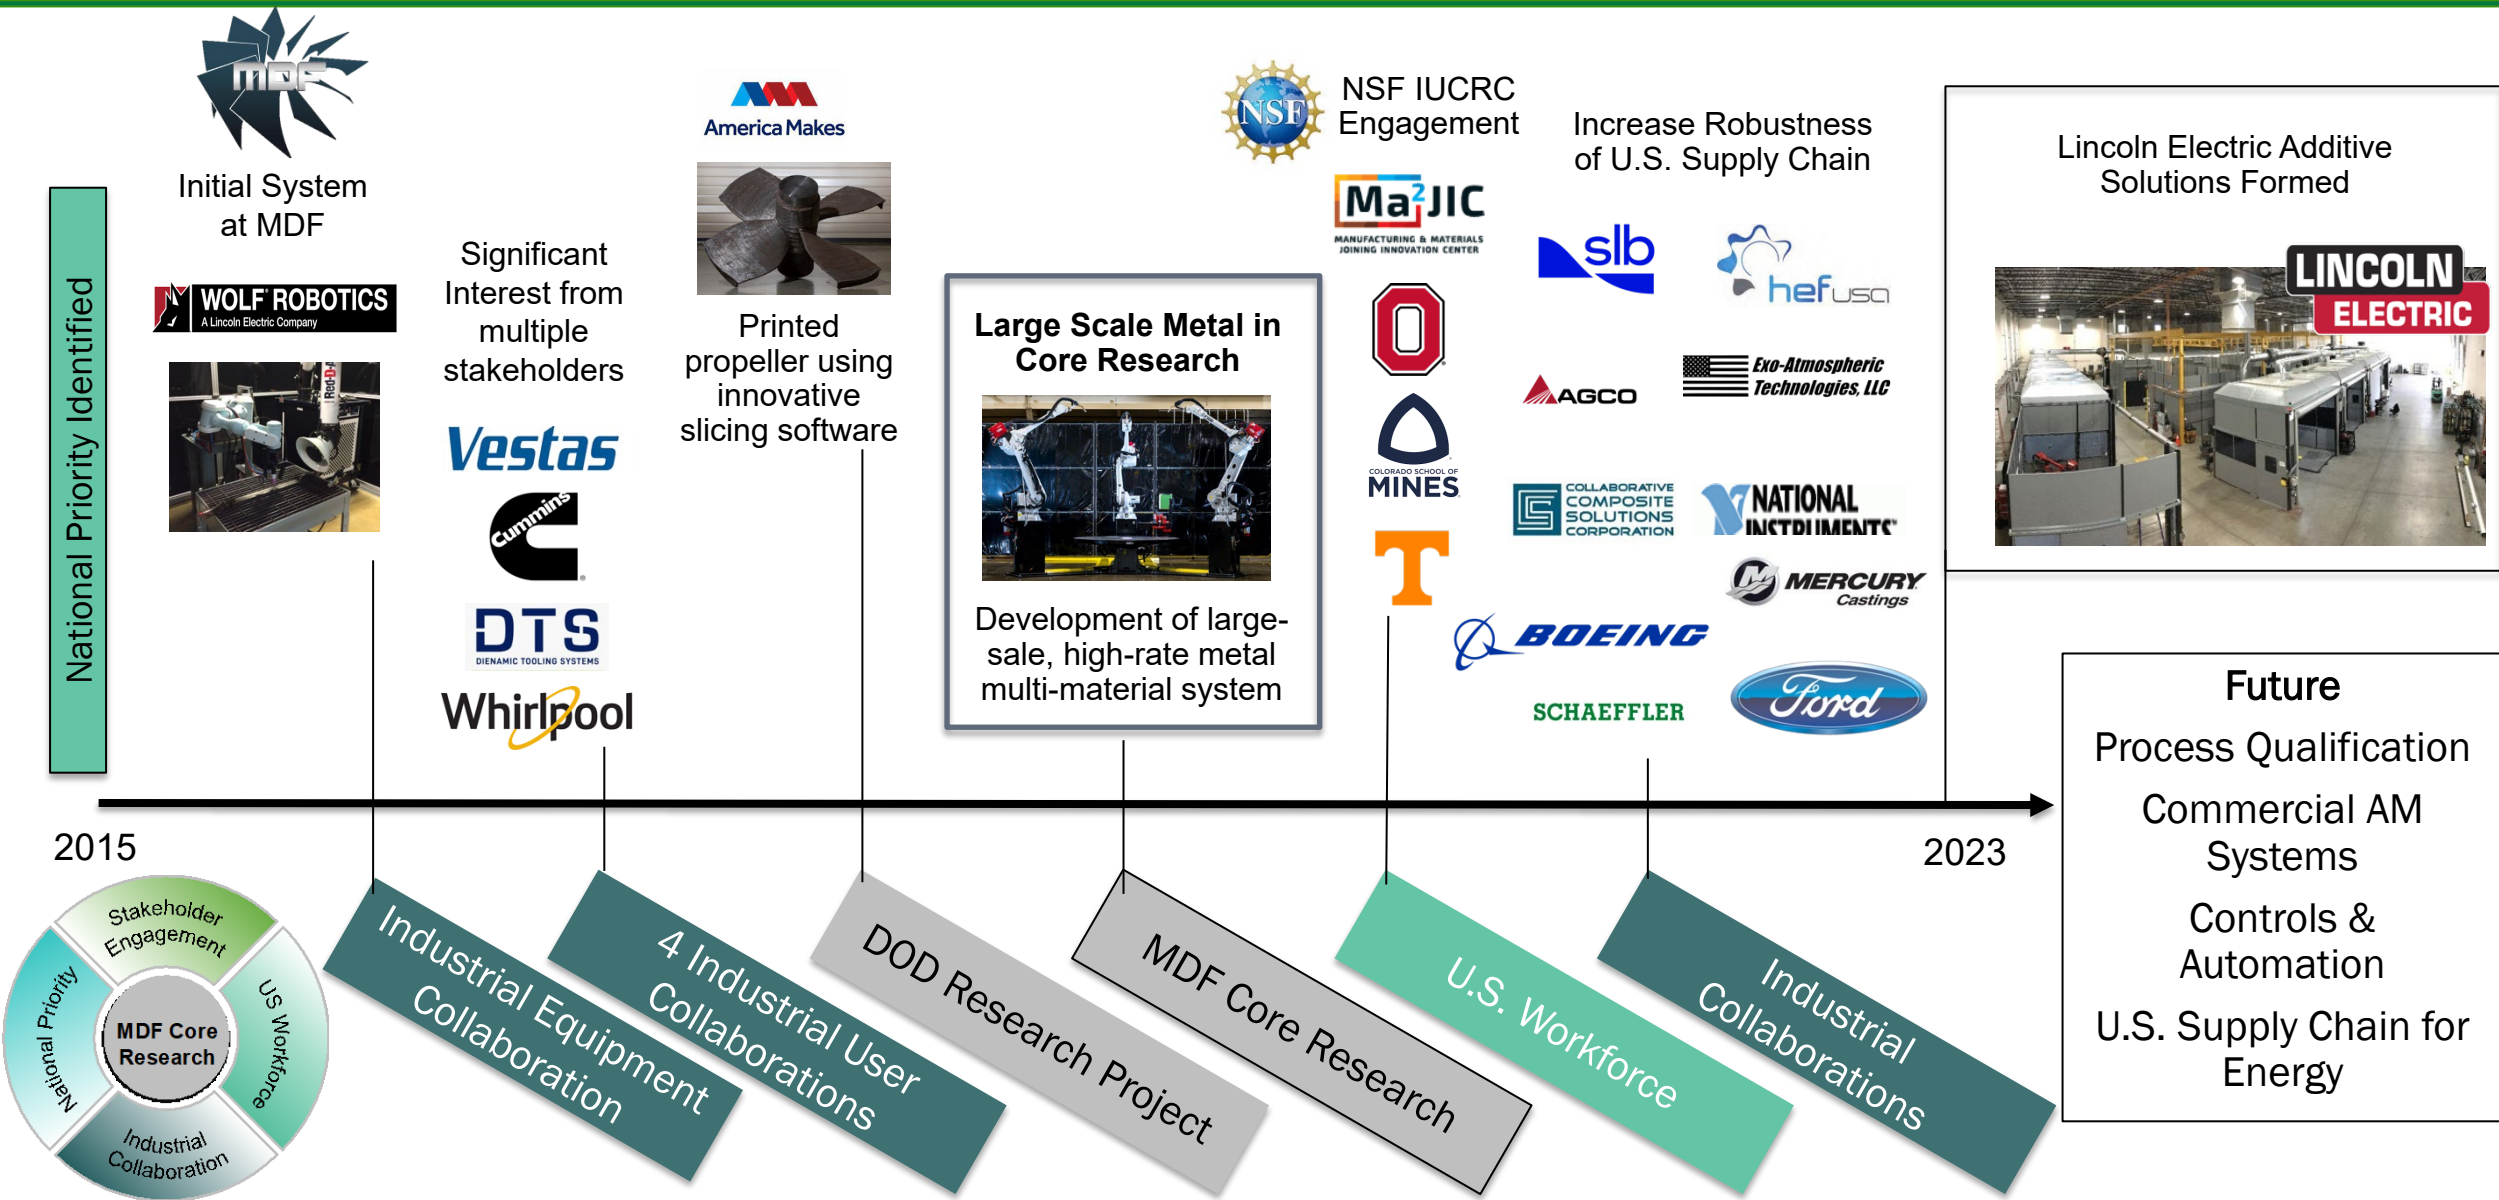 MDF
Initial System
at MDF
WOLF ROBOTICS
A Lincoln Electric Company
Red-D-A
National Priority Identified
Significant
Interest from
multiple
stakeholders
Vestas
Cummins
DTS
DIENAMIC TOOLING SYSTEMS
Whirlpool
America Makes
Printed
propeller using
innovative
slicing software
Large Scale Metal in
Core Research
Development of large-
sale, high-rate metal
multi-material system
NSF
NSF IUCRC
Engagement
Ma2JIC
MANUFACTURING & MATERIALS
JOINING INNOVATION CENTER
O
COLORADO SCHOOL OF
MINES
T
Increase Robustness
of U.S. Supply Chain
slb
hef usa
AGCO
Exo-Atmospheric
Technologies, LLC
COLLABORATIVE
COMPOSITE
SOLUTIONS
CORPORATION
NATIONAL
INSTRUMENTS
MERCURY
Castings
BOEING
SCHAEFFLER
Ford
Lincoln Electric Additive
Solutions Formed
LINCOLN
ELECTRIC
2015
2023
Stakeholder
Engagement
National Priority
US Workforce
MDF Core
Research
Industrial
Collaboration
Industrial Equipment
Collaboration
4 Industrial User
Collaborations
DOD Research Project
MDF Core Research
U.S. Workforce
Industrial
Collaborations
Future
Process Qualification
Commercial AM
Systems
Controls &
Automation
U.S. Supply Chain for
Energy